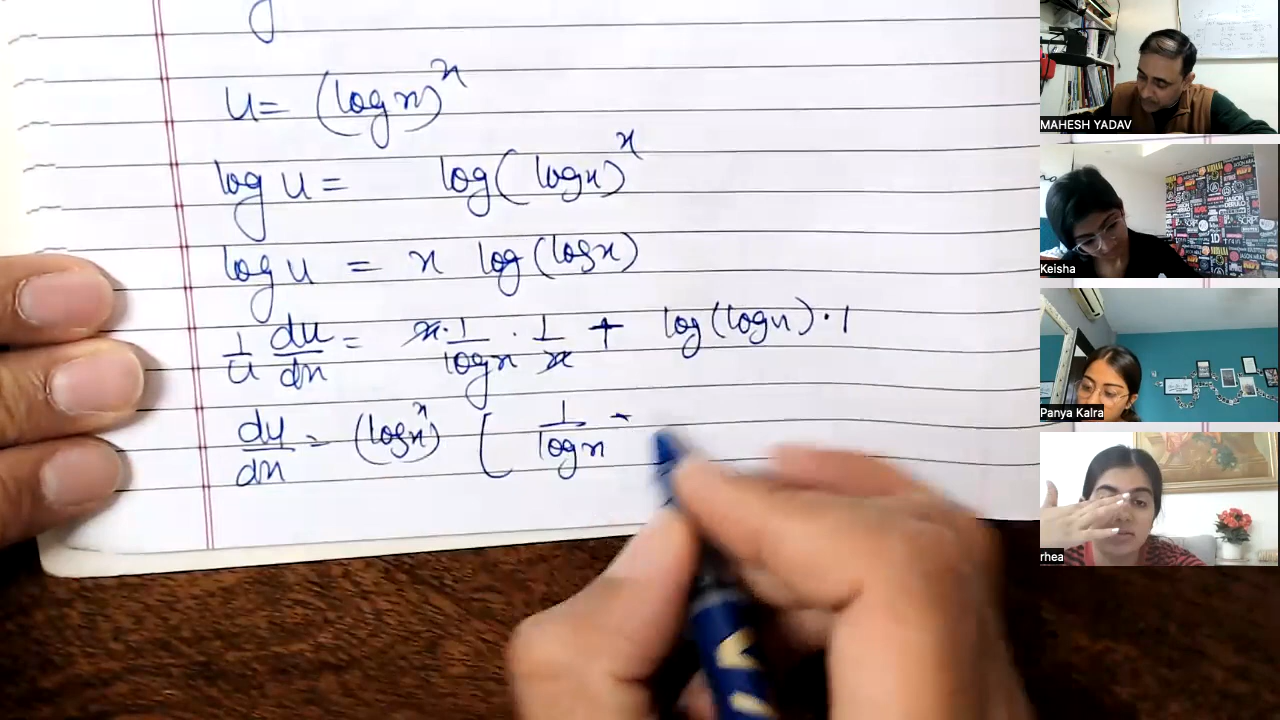 u = (log x)^x
log u = log(log x)^x
log u = x log(log x)
1/u du/dx = x · 1/log x · 1/x + log(log x) · 1
du/dx = (log x)^x [ 1/log x -
MAHESH YADAV
Keisha
Panya Kalra
rhea